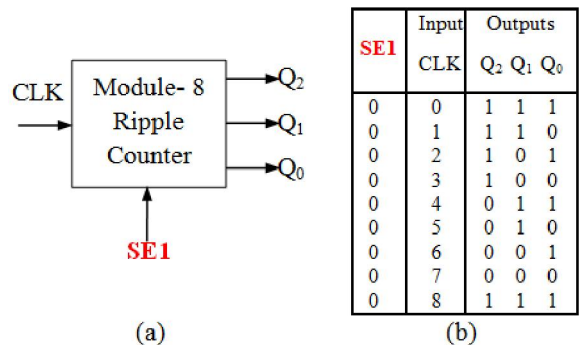 CLK
Module- 8
Ripple
Counter
Q2
Q1
Q0
SE1
(a)
SE1 Input Outputs
CLK Q2 Q1 Q0
0 0 1 1 1
0 1 1 1 0
0 2 1 0 1
0 3 1 0 0
0 4 0 1 1
0 5 0 1 0
0 6 0 0 1
0 7 0 0 0
0 8 1 1 1
(b)